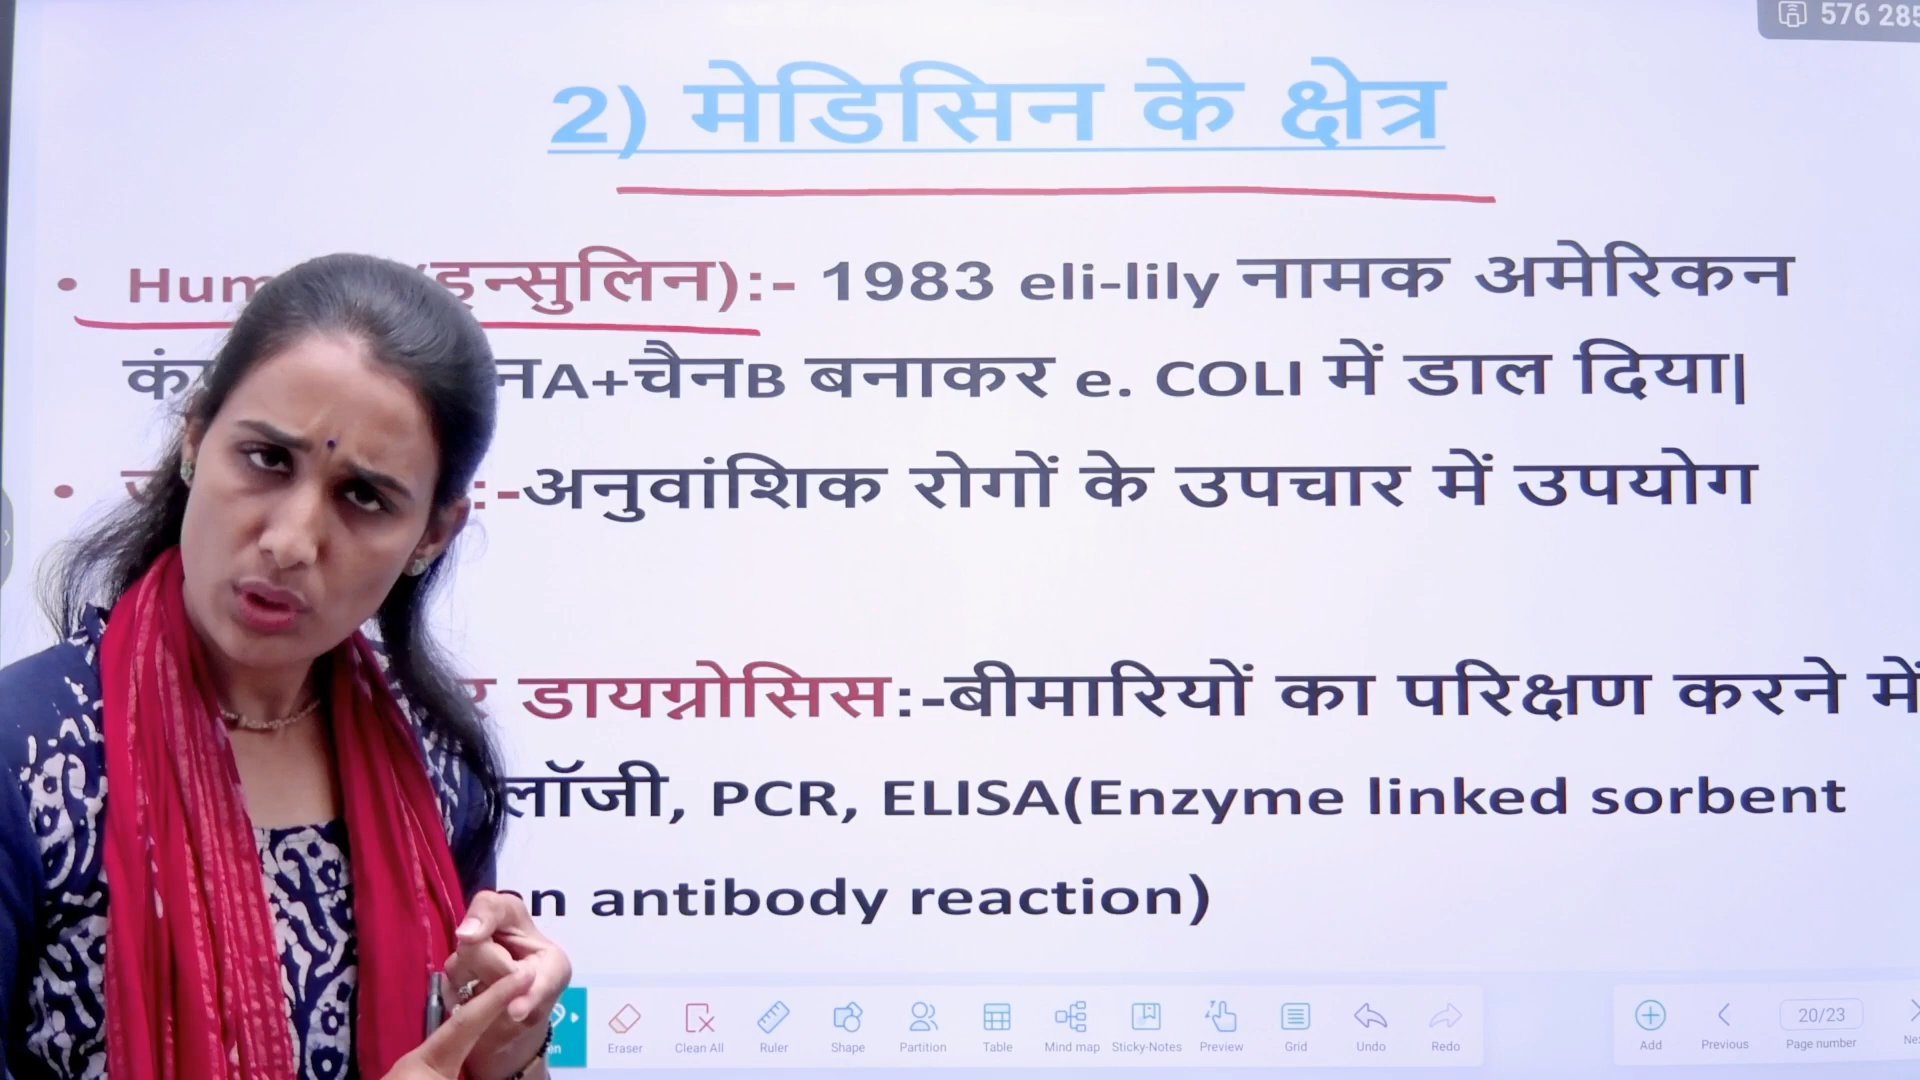 576 285
2) मेडिसिन के क्षेत्र
• (इन्सुलिन):- 1983 eli-lily नामक अमेरिकन
A+चैनB बनाकर e. COLI में डाल दिया|
• :-अनुवांशिक रोगों के उपचार में उपयोग
डायग्नोसिस:-बीमारियों का परिक्षण करने में
PCR, ELISA(Enzyme linked sorbent
antibody reaction)
Eraser Clean All Ruler Shape Partition Table Mind map Sticky-Notes Preview Grid Undo Redo Add Previous 20/23 Page number